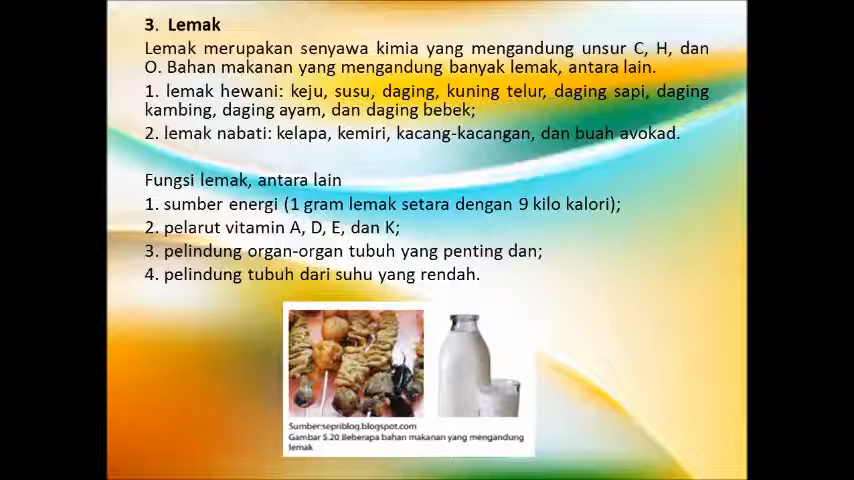 3. Lemak
Lemak merupakan senyawa kimia yang mengandung unsur C, H, dan
O. Bahan makanan yang mengandung banyak lemak, antara lain.
1. lemak hewani: keju, susu, daging, kuning telur, daging sapi, daging
kambing, daging ayam, dan daging bebek;
2. lemak nabati: kelapa, kemiri, kacang-kacangan, dan buah avokad.
Fungsi lemak, antara lain
1. sumber energi (1 gram lemak setara dengan 9 kilo kalori);
2. pelarut vitamin A, D, E, dan K;
3. pelindung organ-organ tubuh yang penting dan;
4. pelindung tubuh dari suhu yang rendah.
Sumber:sepriblog.blogspot.com
Gambar 5.20 Beberapa bahan makanan yang mengandung
lemak